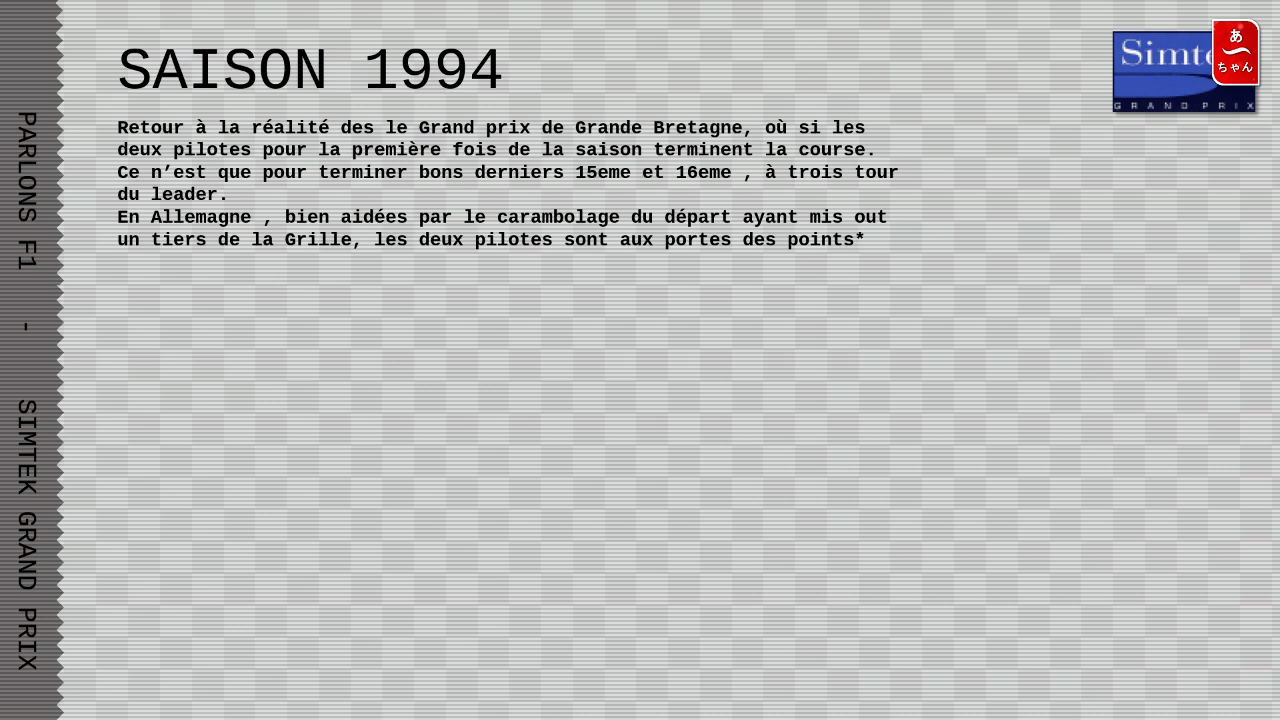 SAISON 1994
Retour à la réalité des le Grand prix de Grande Bretagne, où si les
deux pilotes pour la première fois de la saison terminent la course.
Ce n’est que pour terminer bons derniers 15eme et 16eme , à trois tour
du leader.
En Allemagne , bien aidées par le carambolage du départ ayant mis out
un tiers de la Grille, les deux pilotes sont aux portes des points*
PARLONS F1 - SIMTEK GRAND PRIX
GRAND PRIX
あー
ちゃん